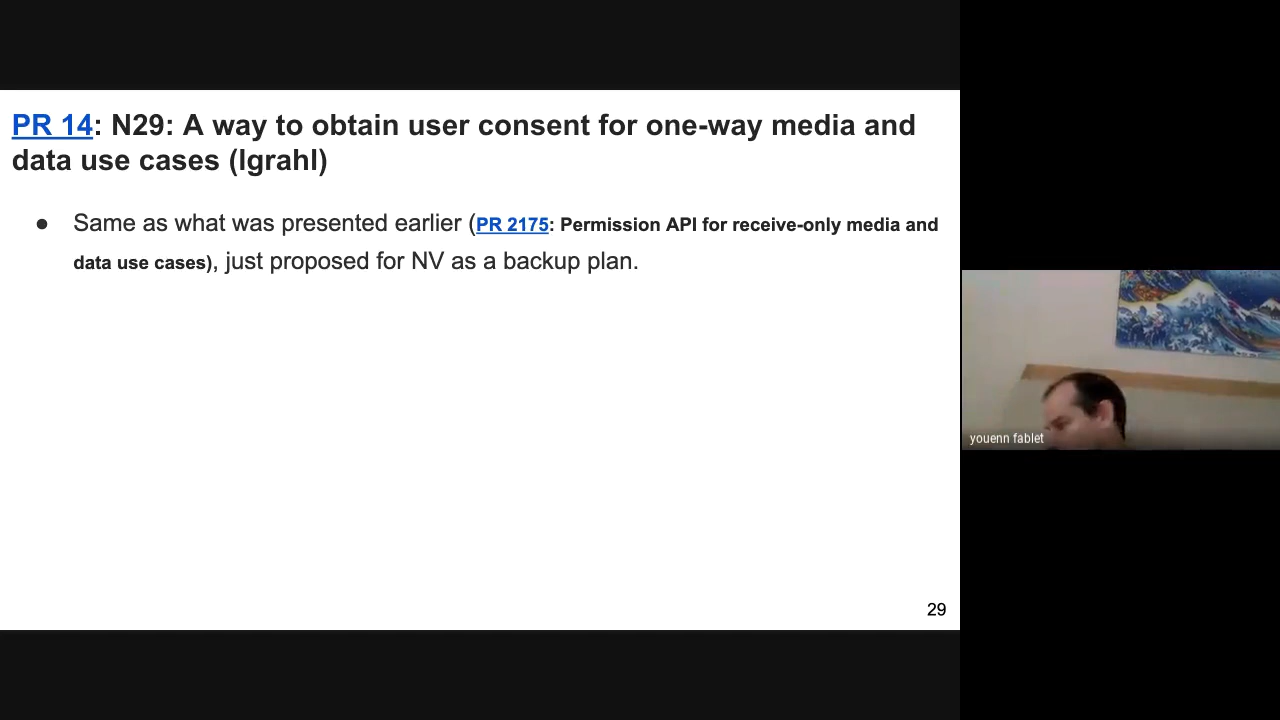 PR 14: N29: A way to obtain user consent for one-way media and
data use cases (lgrahl)
● Same as what was presented earlier (PR 2175: Permission API for receive-only media and
data use cases), just proposed for NV as a backup plan.
29
youenn fablet